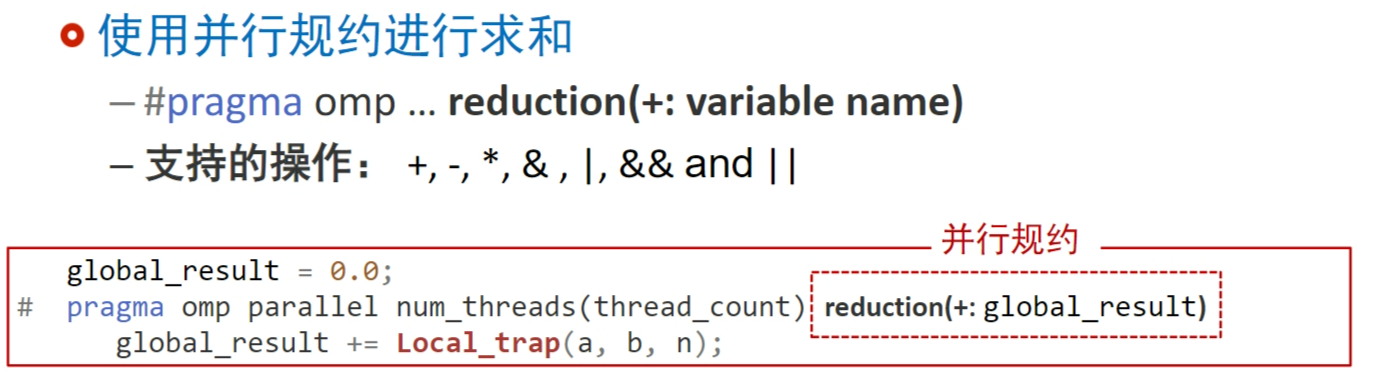 使用并行规约进行求和
– #pragma omp ... reduction(+: variable name)
– 支持的操作： +, -, *, & , |, && and ||
并行规约
global_result = 0.0;
# pragma omp parallel num_threads(thread_count) reduction(+: global_result)
global_result += Local_trap(a, b, n);